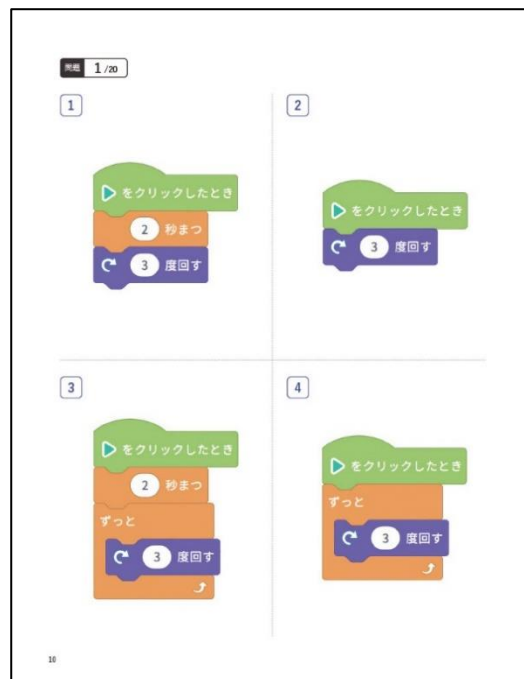 問題 1/20
1
▶をクリックしたとき
2 秒まつ
3 度回す
2
▶をクリックしたとき
3 度回す
3
▶をクリックしたとき
2 秒まつ
ずっと
3 度回す
4
▶をクリックしたとき
ずっと
3 度回す
10